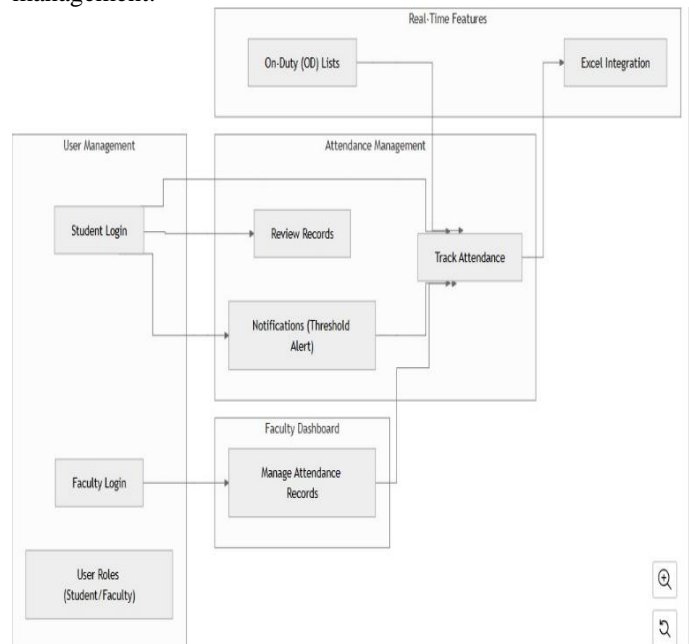 management.
Real-Time Features
On-Duty (OD) Lists
Excel Integration
User Management
Attendance Management
Student Login
Review Records
Track Attendance
Notifications (Threshold
Alert)
Faculty Dashboard
Faculty Login
Manage Attendance
Records
User Roles
(Student/Faculty)